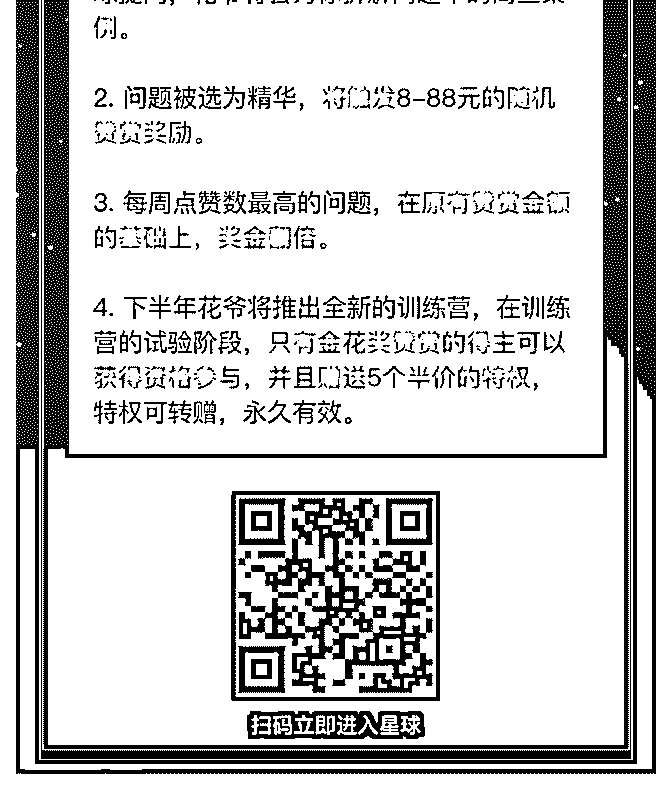 例。
2. 问题被选为精华，将触发8-88元的随机
赞赏奖励。
3. 每周点赞数最高的问题，在原有赞赏金额
的基础上，奖金翻倍。
4. 下半年花爷将推出全新的训练营，在训练
营的试验阶段，只有金花奖赞赏的得主可以
获得资格参与，并且赠送5个半价的特权，
特权可转赠，永久有效。
扫码立即进入星球